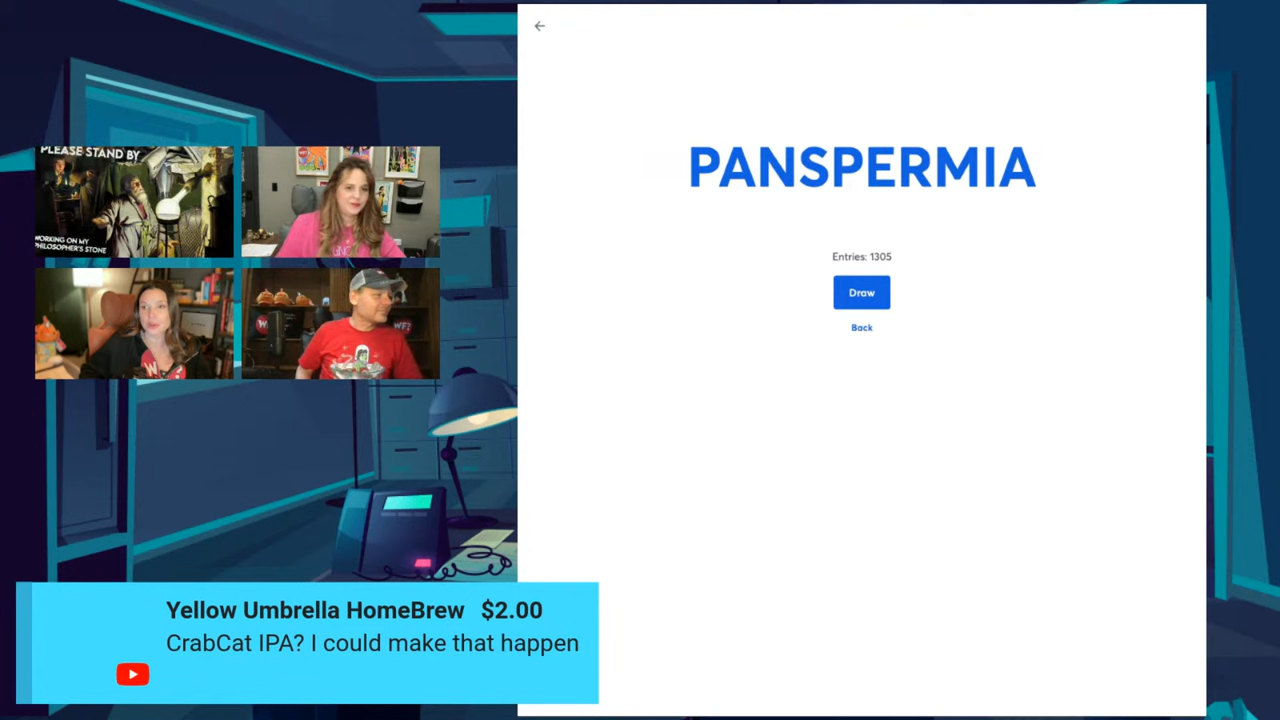 PLEASE STAND BY
WORKING ON MY
PHILOSOPHER'S STONE
PANSPERMIA
Entries: 1305
Draw
Back
Yellow Umbrella HomeBrew $2.00
CrabCat IPA? I could make that happen